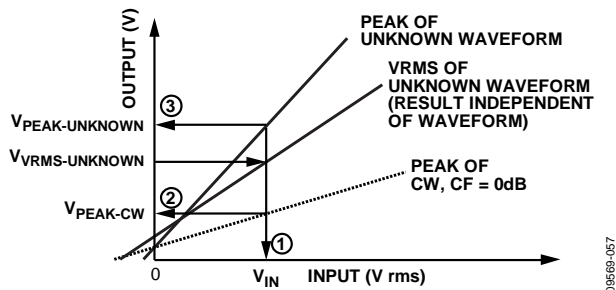 PEAK OF
UNKNOWN WAVEFORM
VRMS OF
UNKNOWN WAVEFORM
(RESULT INDEPENDENT
OF WAVEFORM)
PEAK OF
CW, CF = 0dB
OUTPUT (V)
3
VPEAK-UNKNOWN
VVRMS-UNKNOWN
2
VPEAK-CW
1
0
VIN
INPUT (V rms)
09569-057